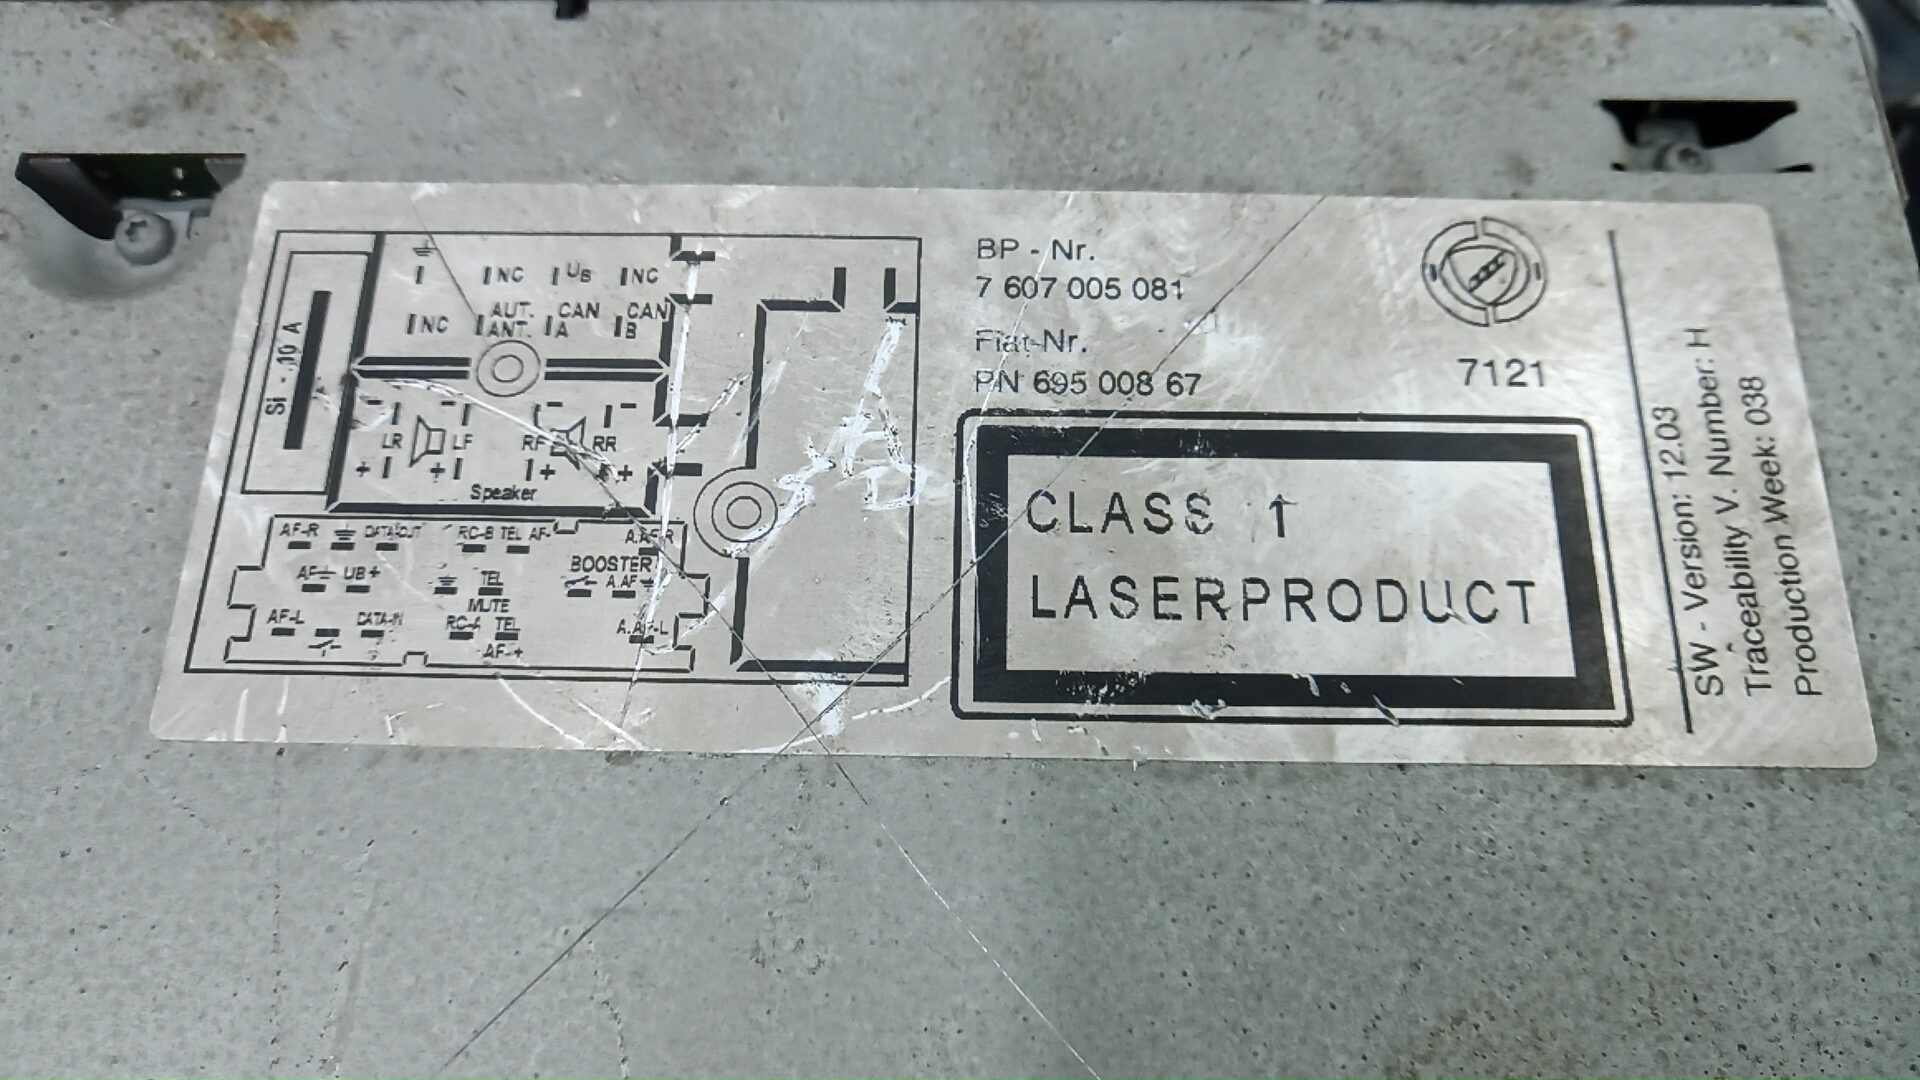 Si - 10 A
NC UB NC
NC AUT. ANT. CAN A CAN B
- - - -
LR LF RF RR
+ + + +
Speaker
AF-R DATA-OUT RC-B TEL AF- A.AF-R
AF UB+ TEL MUTE BOOSTER A.AF
AF-L DATA-IN RC-A TEL AF-+ A.AF-L
BP - Nr.
7 607 005 081
Fiat-Nr.
PN 695 008 67
7121
CLASS 1
LASERPRODUCT
SW - Version: 12.03
Traceability V. Number: H
Production Week: 038